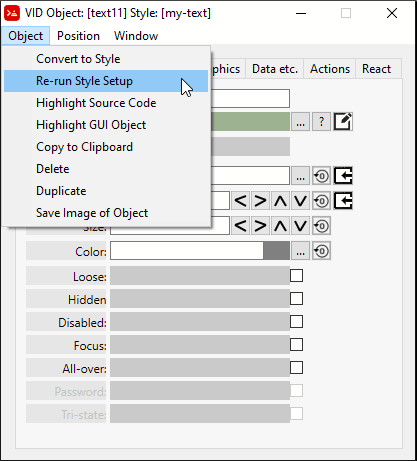 VID Object: [text11] Style: [my-text]
Object Position Window
Convert to Style
Re-run Style Setup
Highlight Source Code
Highlight GUI Object
Copy to Clipboard
Delete
Duplicate
Save Image of Object
phics Data etc. Actions React
... ?
...
Size:
Color: ...
Loose:
Hidden
Disabled:
Focus:
All-over:
Password:
Tri-state: